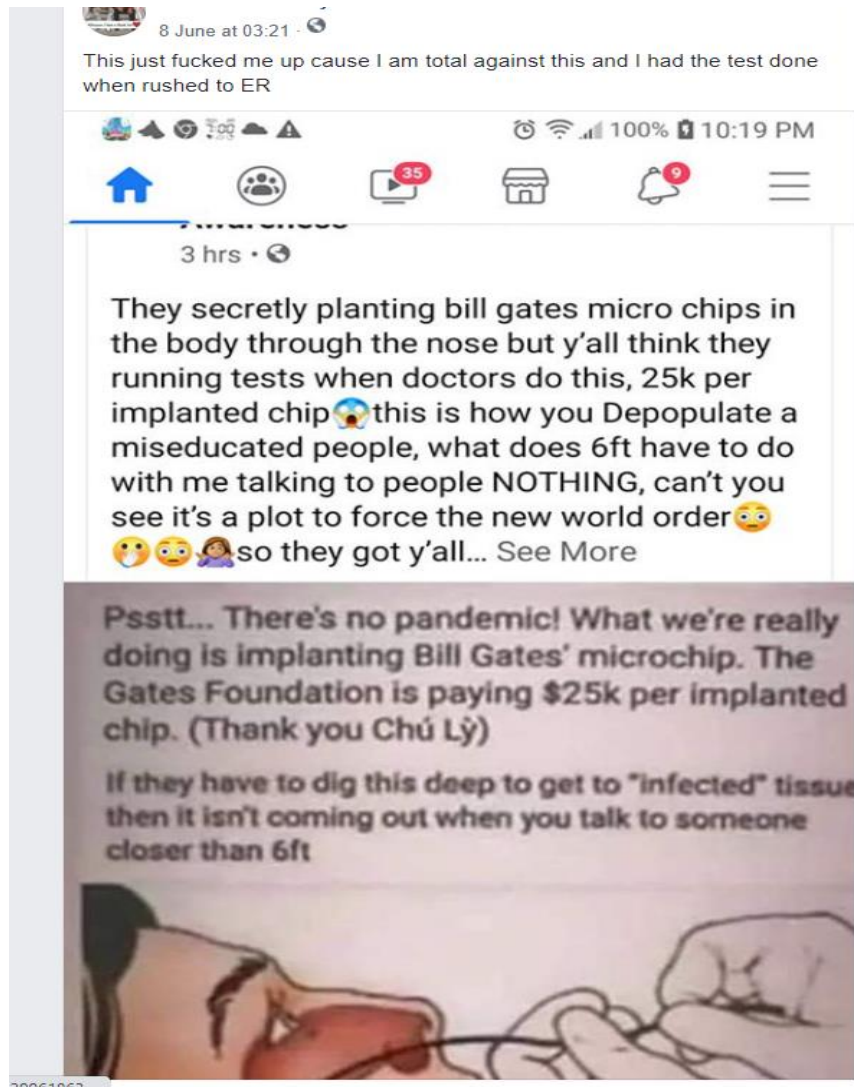 8 June at 03:21 ·
This just fucked me up cause I am total against this and I had the test done
when rushed to ER
100% 10:19 PM
35
9
Awareness
3 hrs ·
They secretly planting bill gates micro chips in
the body through the nose but y'all think they
running tests when doctors do this, 25k per
implanted chip😱this is how you Depopulate a
miseducated people, what does 6ft have to do
with me talking to people NOTHING, can't you
see it's a plot to force the new world order😳
🤭😳🤷🏽‍♀️so they got y'all... See More
Psstt... There's no pandemic! What we're really
doing is implanting Bill Gates' microchip. The
Gates Foundation is paying $25k per implanted
chip. (Thank you Chú Lỳ)
If they have to dig this deep to get to "infected" tissue
then it isn't coming out when you talk to someone
closer than 6ft